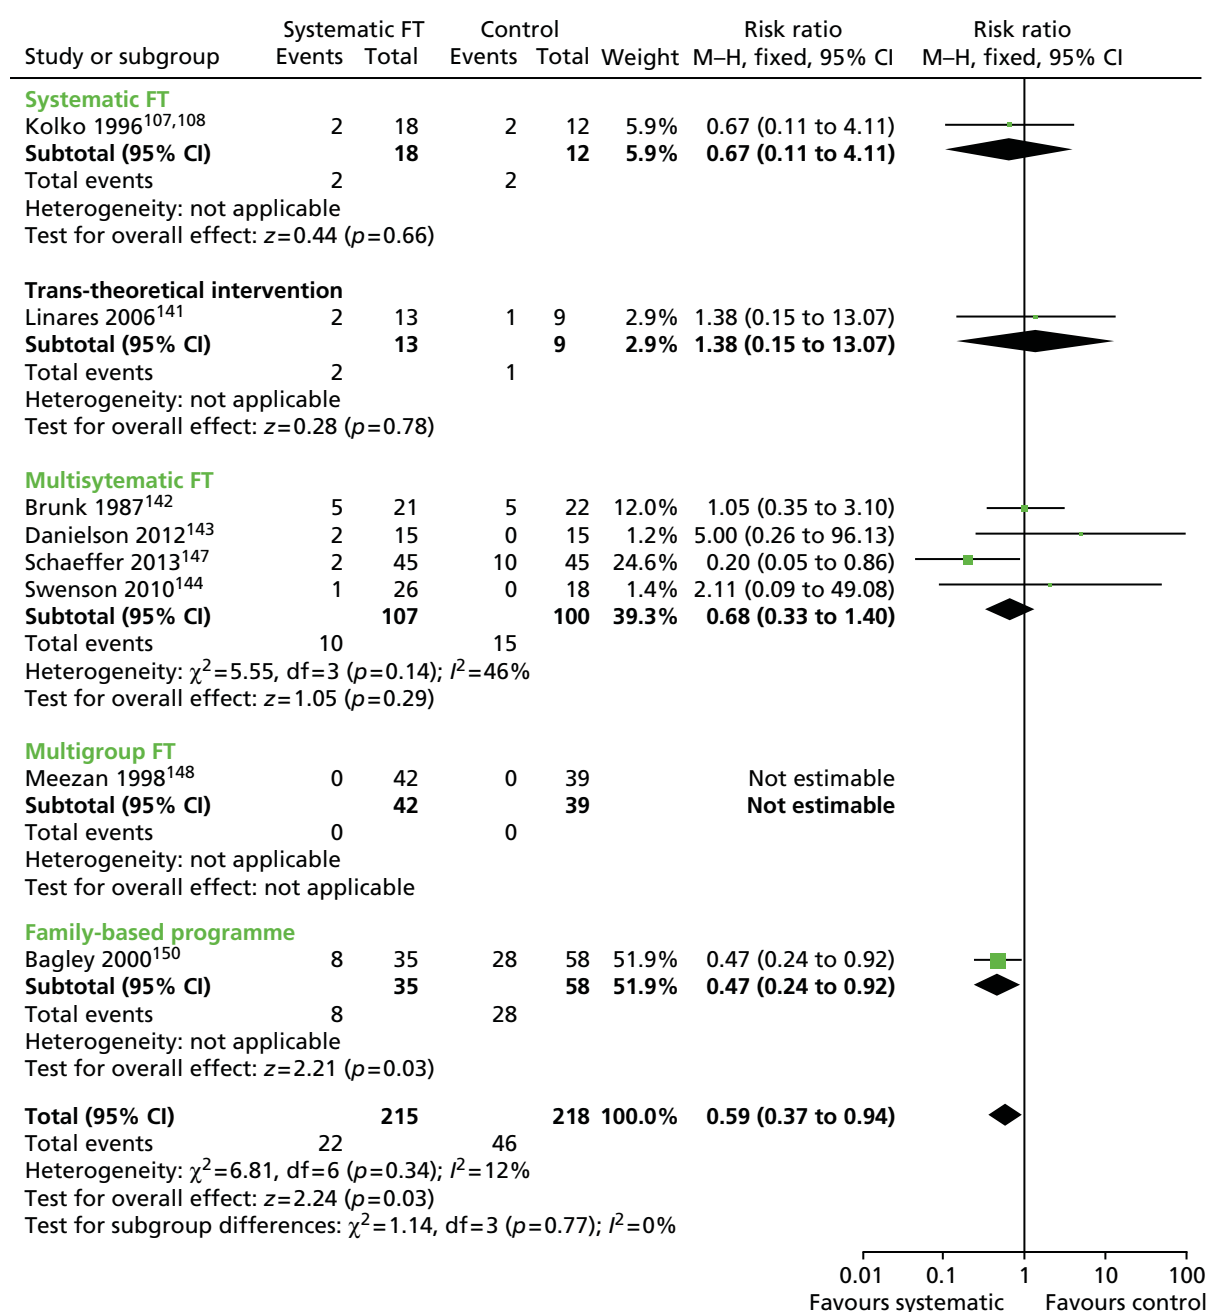 Systematic FT Control Risk ratio Risk ratio
Study or subgroup Events Total Events Total Weight M–H, fixed, 95% CI M–H, fixed, 95% CI
Systematic FT
Kolko 1996107,108 2 18 2 12 5.9% 0.67 (0.11 to 4.11)
Subtotal (95% CI) 18 12 5.9% 0.67 (0.11 to 4.11)
Total events 2 2
Heterogeneity: not applicable
Test for overall effect: z=0.44 (p=0.66)
Trans-theoretical intervention
Linares 2006141 2 13 1 9 2.9% 1.38 (0.15 to 13.07)
Subtotal (95% CI) 13 9 2.9% 1.38 (0.15 to 13.07)
Total events 2 1
Heterogeneity: not applicable
Test for overall effect: z=0.28 (p=0.78)
Multisytematic FT
Brunk 1987142 5 21 5 22 12.0% 1.05 (0.35 to 3.10)
Danielson 2012143 2 15 0 15 1.2% 5.00 (0.26 to 96.13)
Schaeffer 2013147 2 45 10 45 24.6% 0.20 (0.05 to 0.86)
Swenson 2010144 1 26 0 18 1.4% 2.11 (0.09 to 49.08)
Subtotal (95% CI) 107 100 39.3% 0.68 (0.33 to 1.40)
Total events 10 15
Heterogeneity: χ2=5.55, df=3 (p=0.14); I2=46%
Test for overall effect: z=1.05 (p=0.29)
Multigroup FT
Meezan 1998148 0 42 0 39 Not estimable
Subtotal (95% CI) 42 39 Not estimable
Total events 0 0
Heterogeneity: not applicable
Test for overall effect: not applicable
Family-based programme
Bagley 2000150 8 35 28 58 51.9% 0.47 (0.24 to 0.92)
Subtotal (95% CI) 35 58 51.9% 0.47 (0.24 to 0.92)
Total events 8 28
Heterogeneity: not applicable
Test for overall effect: z=2.21 (p=0.03)
Total (95% CI) 215 218 100.0% 0.59 (0.37 to 0.94)
Total events 22 46
Heterogeneity: χ2=6.81, df=6 (p=0.34); I2=12%
Test for overall effect: z=2.24 (p=0.03)
Test for subgroup differences: χ2=1.14, df=3 (p=0.77); I2=0%
0.01 0.1 1 10 100
Favours systematic Favours control